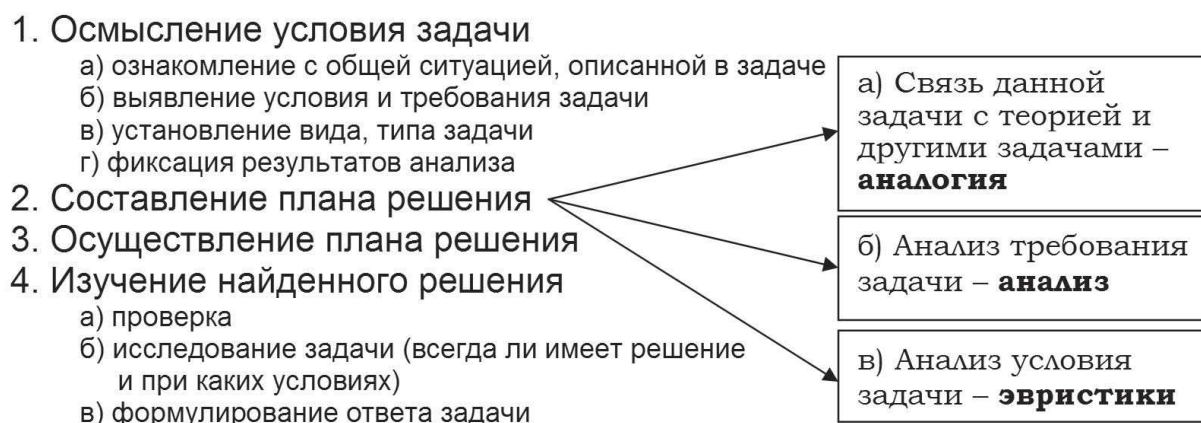 1. Осмысление условия задачи
а) ознакомление с общей ситуацией, описанной в задаче
б) выявление условия и требования задачи
в) установление вида, типа задачи
г) фиксация результатов анализа
2. Составление плана решения
3. Осуществление плана решения
4. Изучение найденного решения
а) проверка
б) исследование задачи (всегда ли имеет решение
и при каких условиях)
в) формулирование ответа задачи
а) Связь данной
задачи с теорией и
другими задачами –
аналогия
б) Анализ требования
задачи – анализ
в) Анализ условия
задачи – эвристики